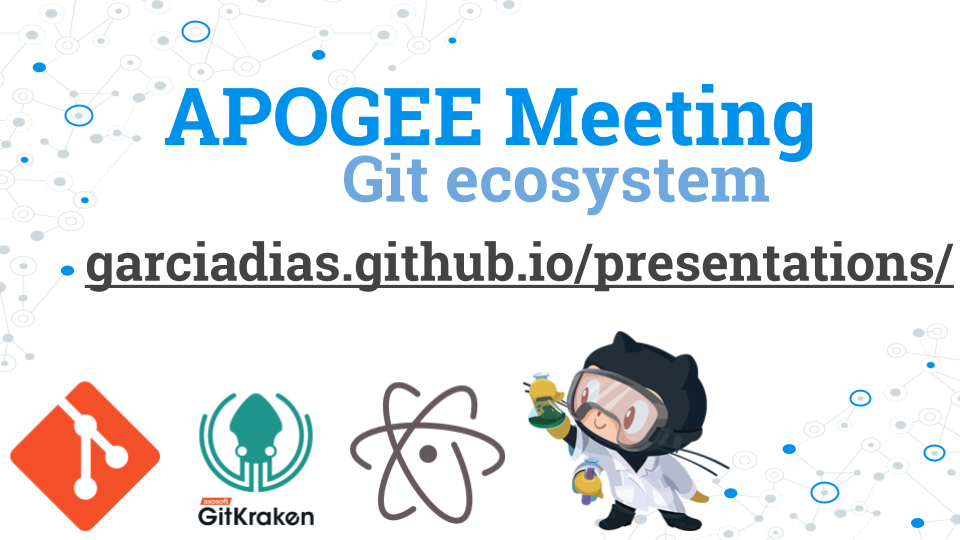 APOGEE Meeting
Git ecosystem
garciadias.github.io/presentations/
axosoft
GitKraken